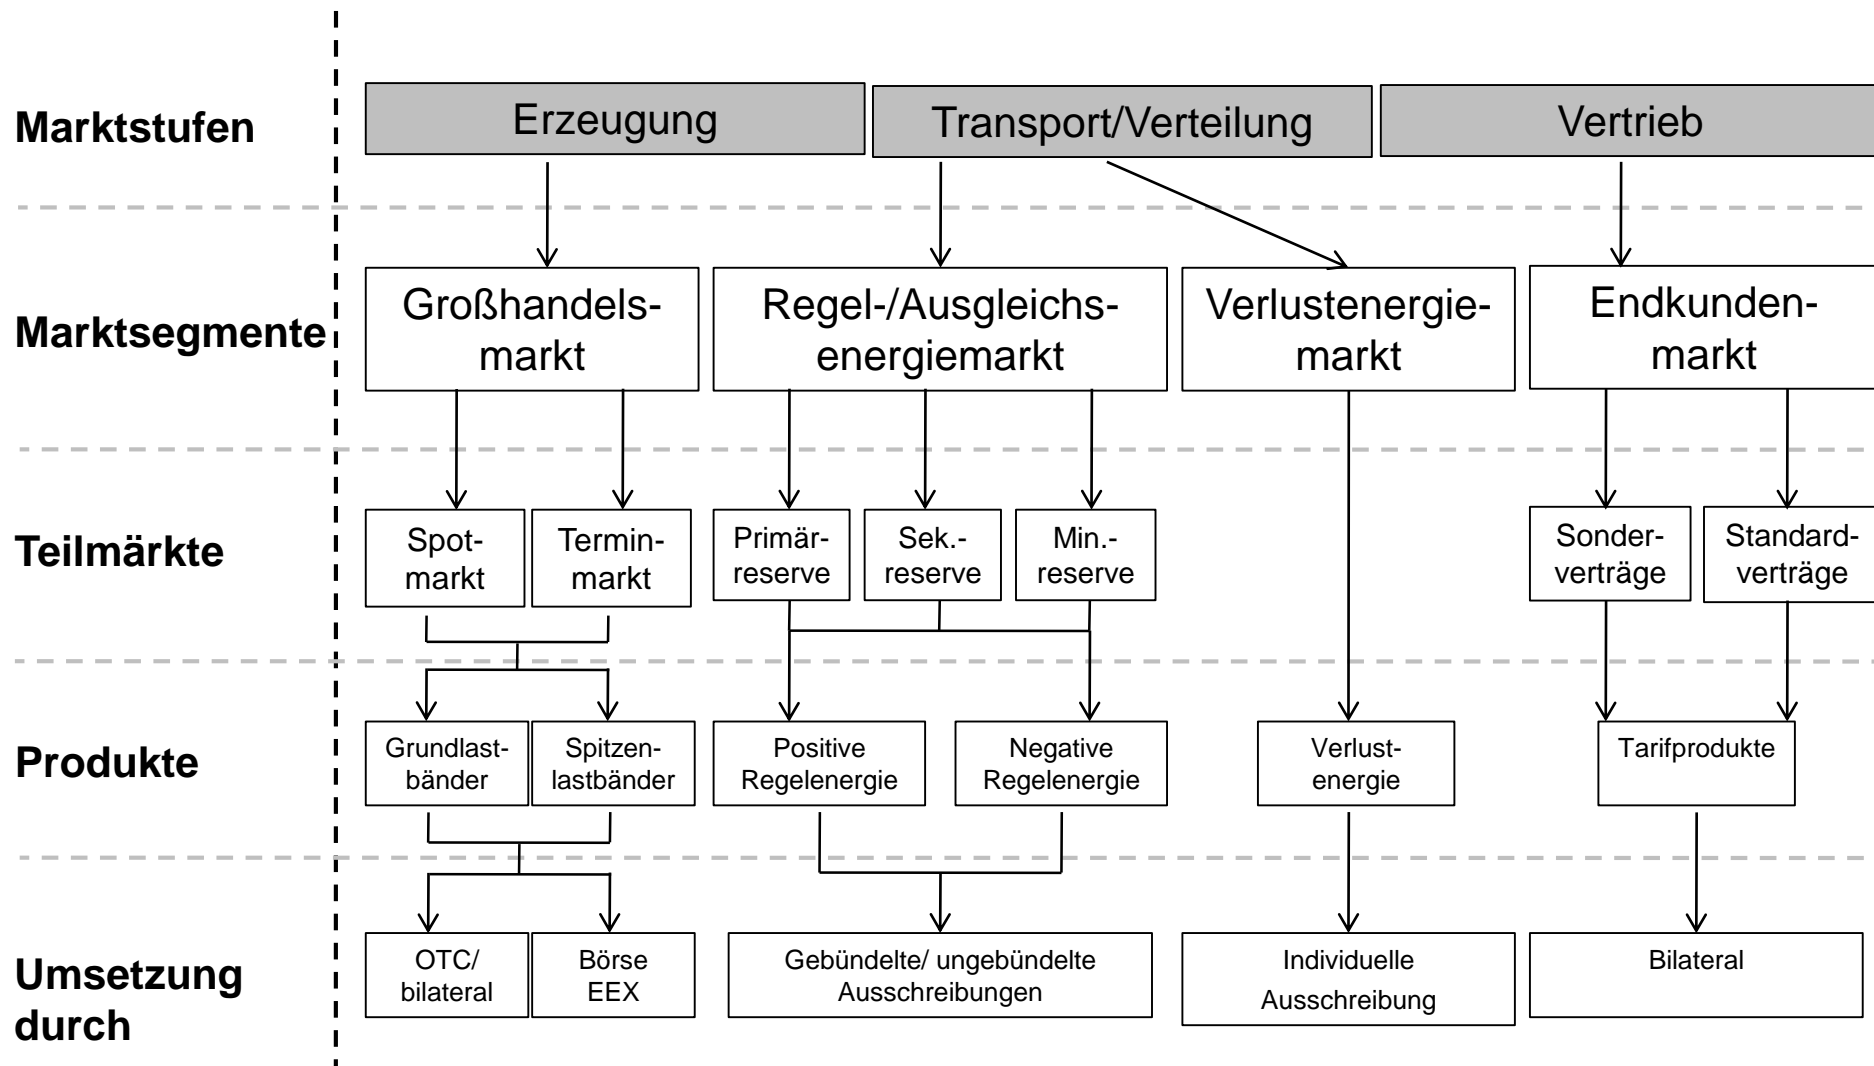 Marktstufen
Erzeugung
Transport/Verteilung
Vertrieb
Marktsegmente
Großhandels-
markt
Regel-/Ausgleichs-
energiemarkt
Verlustenergie-
markt
Endkunden-
markt
Teilmärkte
Spot-
markt
Termin-
markt
Primär-
reserve
Sek.-
reserve
Min.-
reserve
Sonder-
verträge
Standard-
verträge
Produkte
Grundlast-
bänder
Spitzen-
lastbänder
Positive
Regelenergie
Negative
Regelenergie
Verlust-
energie
Tarifprodukte
Umsetzung
durch
OTC/
bilateral
Börse
EEX
Gebündelte/ ungebündelte
Ausschreibungen
Individuelle
Ausschreibung
Bilateral